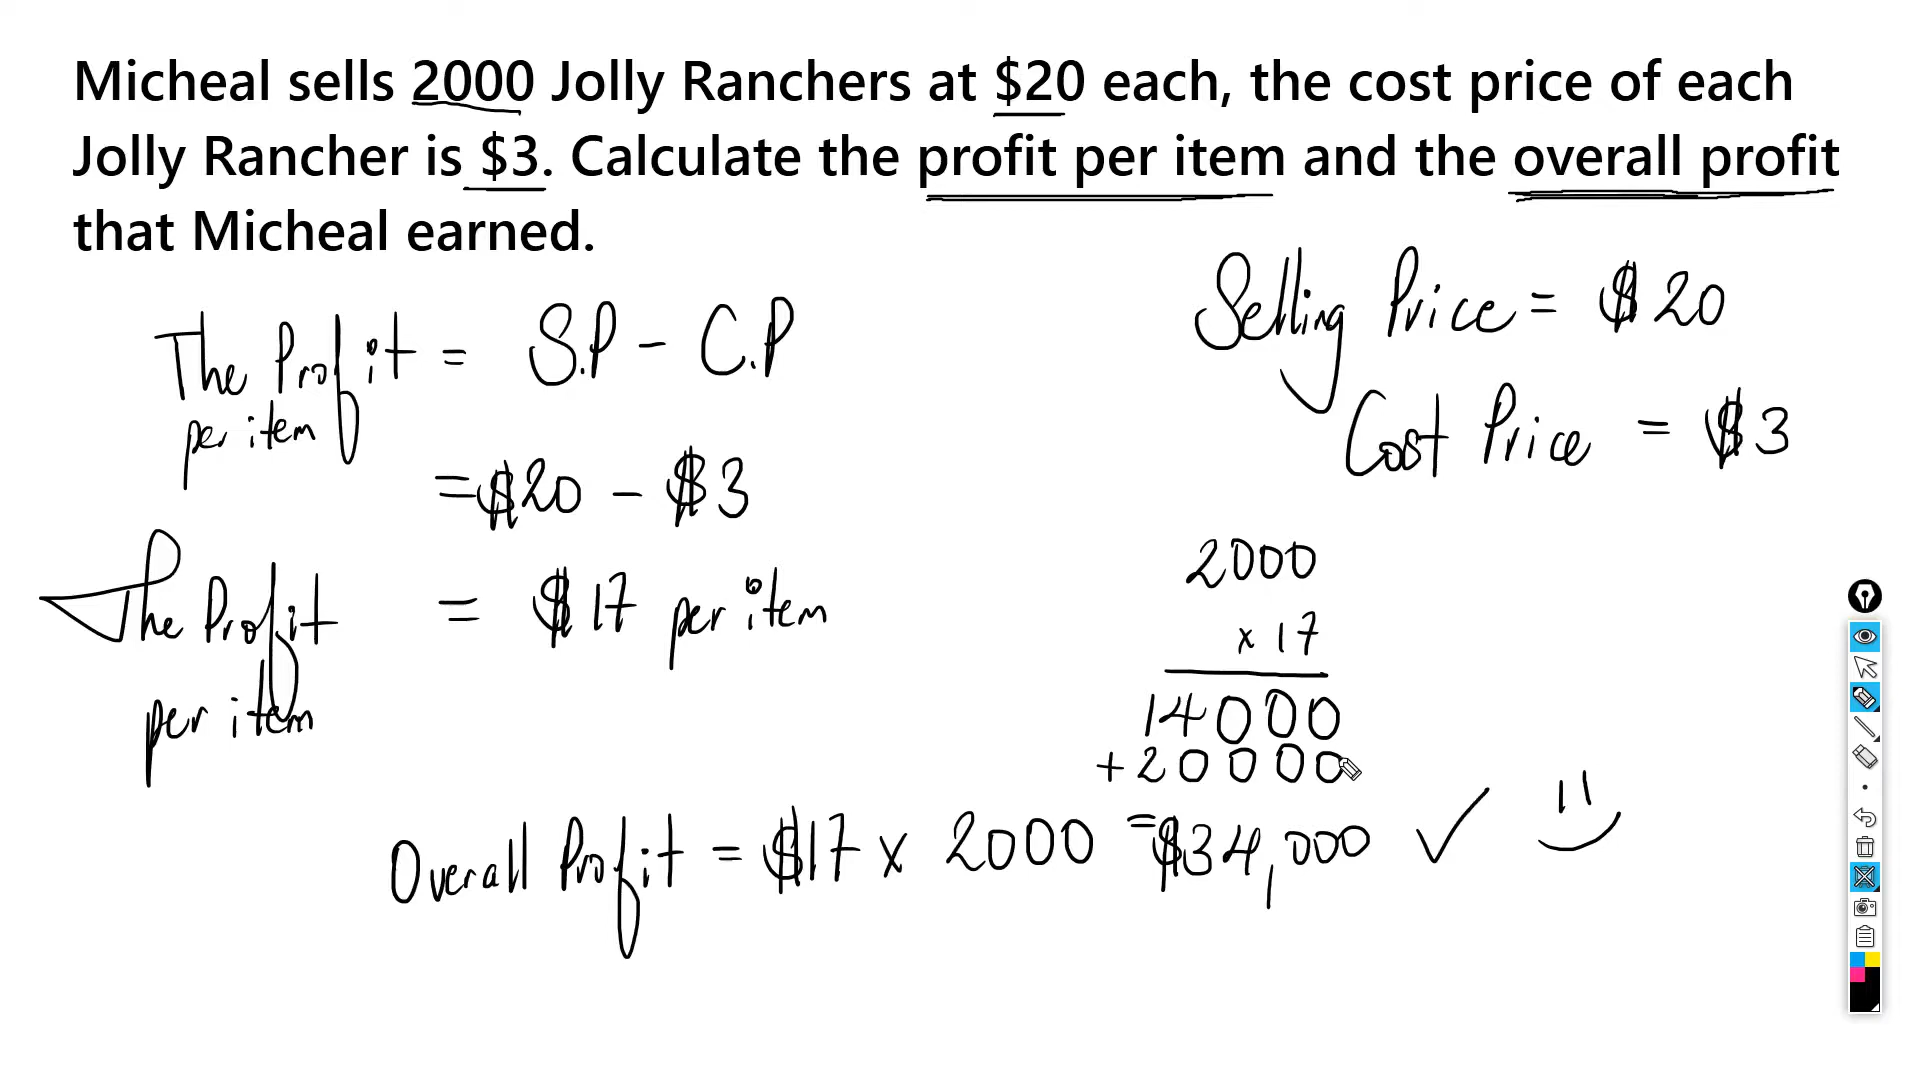 Micheal sells 2000 Jolly Ranchers at $20 each, the cost price of each
Jolly Rancher is $3. Calculate the profit per item and the overall profit
that Micheal earned.
Selling Price = $20
The Profit = S.P - C.P
per item
Cost Price = $3
= $20 - $3
2000
x 17
The Profit = $17 per item
per item
14000
+20000
Overall Profit = $17 x 2000 = $34,000 ✓